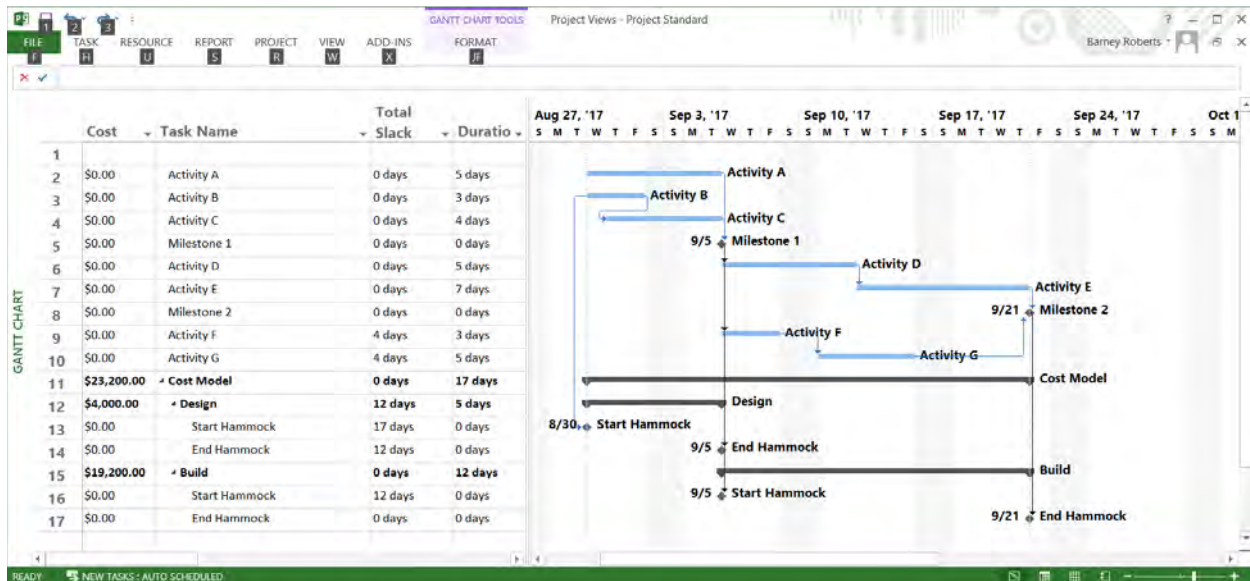 1 2 3 GANTT CHART TOOLS Project Views - Project Standard ?
FILE TASK RESOURCE REPORT PROJECT VIEW ADD-INS FORMAT Barney Roberts
F H U S R W X JF
Total
Cost Task Name Slack Duratio
Aug 27, '17 Sep 3, '17 Sep 10, '17 Sep 17, '17 Sep 24, '17 Oct 1
S M T W T F S S M T W T F S S M T W T F S S M T W T F S S M T W T F S S M
1
2 $0.00 Activity A 0 days 5 days Activity A
3 $0.00 Activity B 0 days 3 days Activity B
4 $0.00 Activity C 0 days 4 days Activity C
5 $0.00 Milestone 1 0 days 0 days 9/5 Milestone 1
6 $0.00 Activity D 0 days 5 days Activity D
7 $0.00 Activity E 0 days 7 days Activity E
8 $0.00 Milestone 2 0 days 0 days 9/21 Milestone 2
9 $0.00 Activity F 4 days 3 days Activity F
10 $0.00 Activity G 4 days 5 days Activity G
11 $23,200.00 Cost Model 0 days 17 days Cost Model
12 $4,000.00 Design 12 days 5 days Design
13 $0.00 Start Hammock 17 days 0 days 8/30 Start Hammock
14 $0.00 End Hammock 12 days 0 days 9/5 End Hammock
15 $19,200.00 Build 0 days 12 days Build
16 $0.00 Start Hammock 12 days 0 days 9/5 Start Hammock
17 $0.00 End Hammock 0 days 0 days 9/21 End Hammock
GANTT CHART
READY NEW TASKS : AUTO SCHEDULED